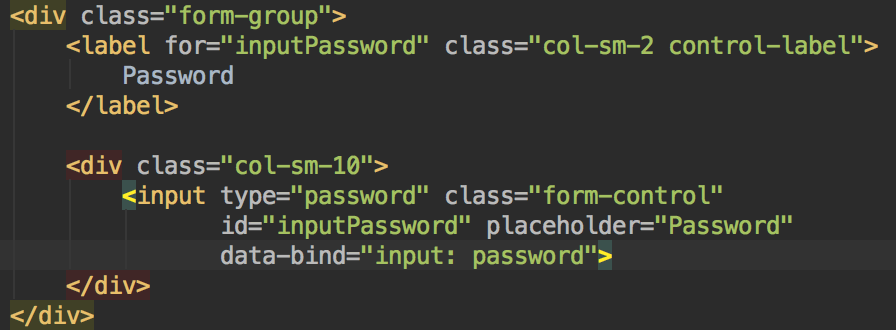 <div class="form-group">
<label for="inputPassword" class="col-sm-2 control-label">
Password
</label>
<div class="col-sm-10">
<input type="password" class="form-control"
id="inputPassword" placeholder="Password"
data-bind="input: password">
</div>
</div>